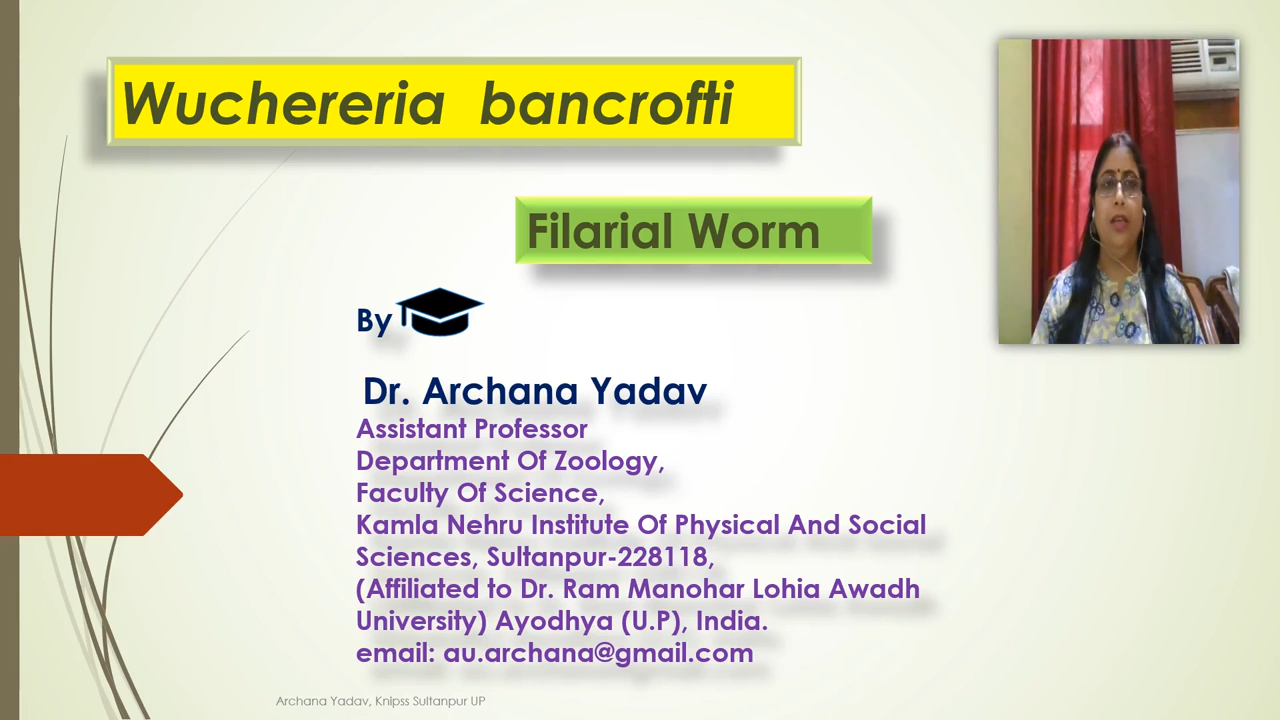 Wuchereria bancrofti
Filarial Worm
By
Dr. Archana Yadav
Assistant Professor
Department Of Zoology,
Faculty Of Science,
Kamla Nehru Institute Of Physical And Social
Sciences, Sultanpur-228118,
(Affiliated to Dr. Ram Manohar Lohia Awadh
University) Ayodhya (U.P), India.
email: au.archana@gmail.com
Archana Yadav, Knipss Sultanpur UP